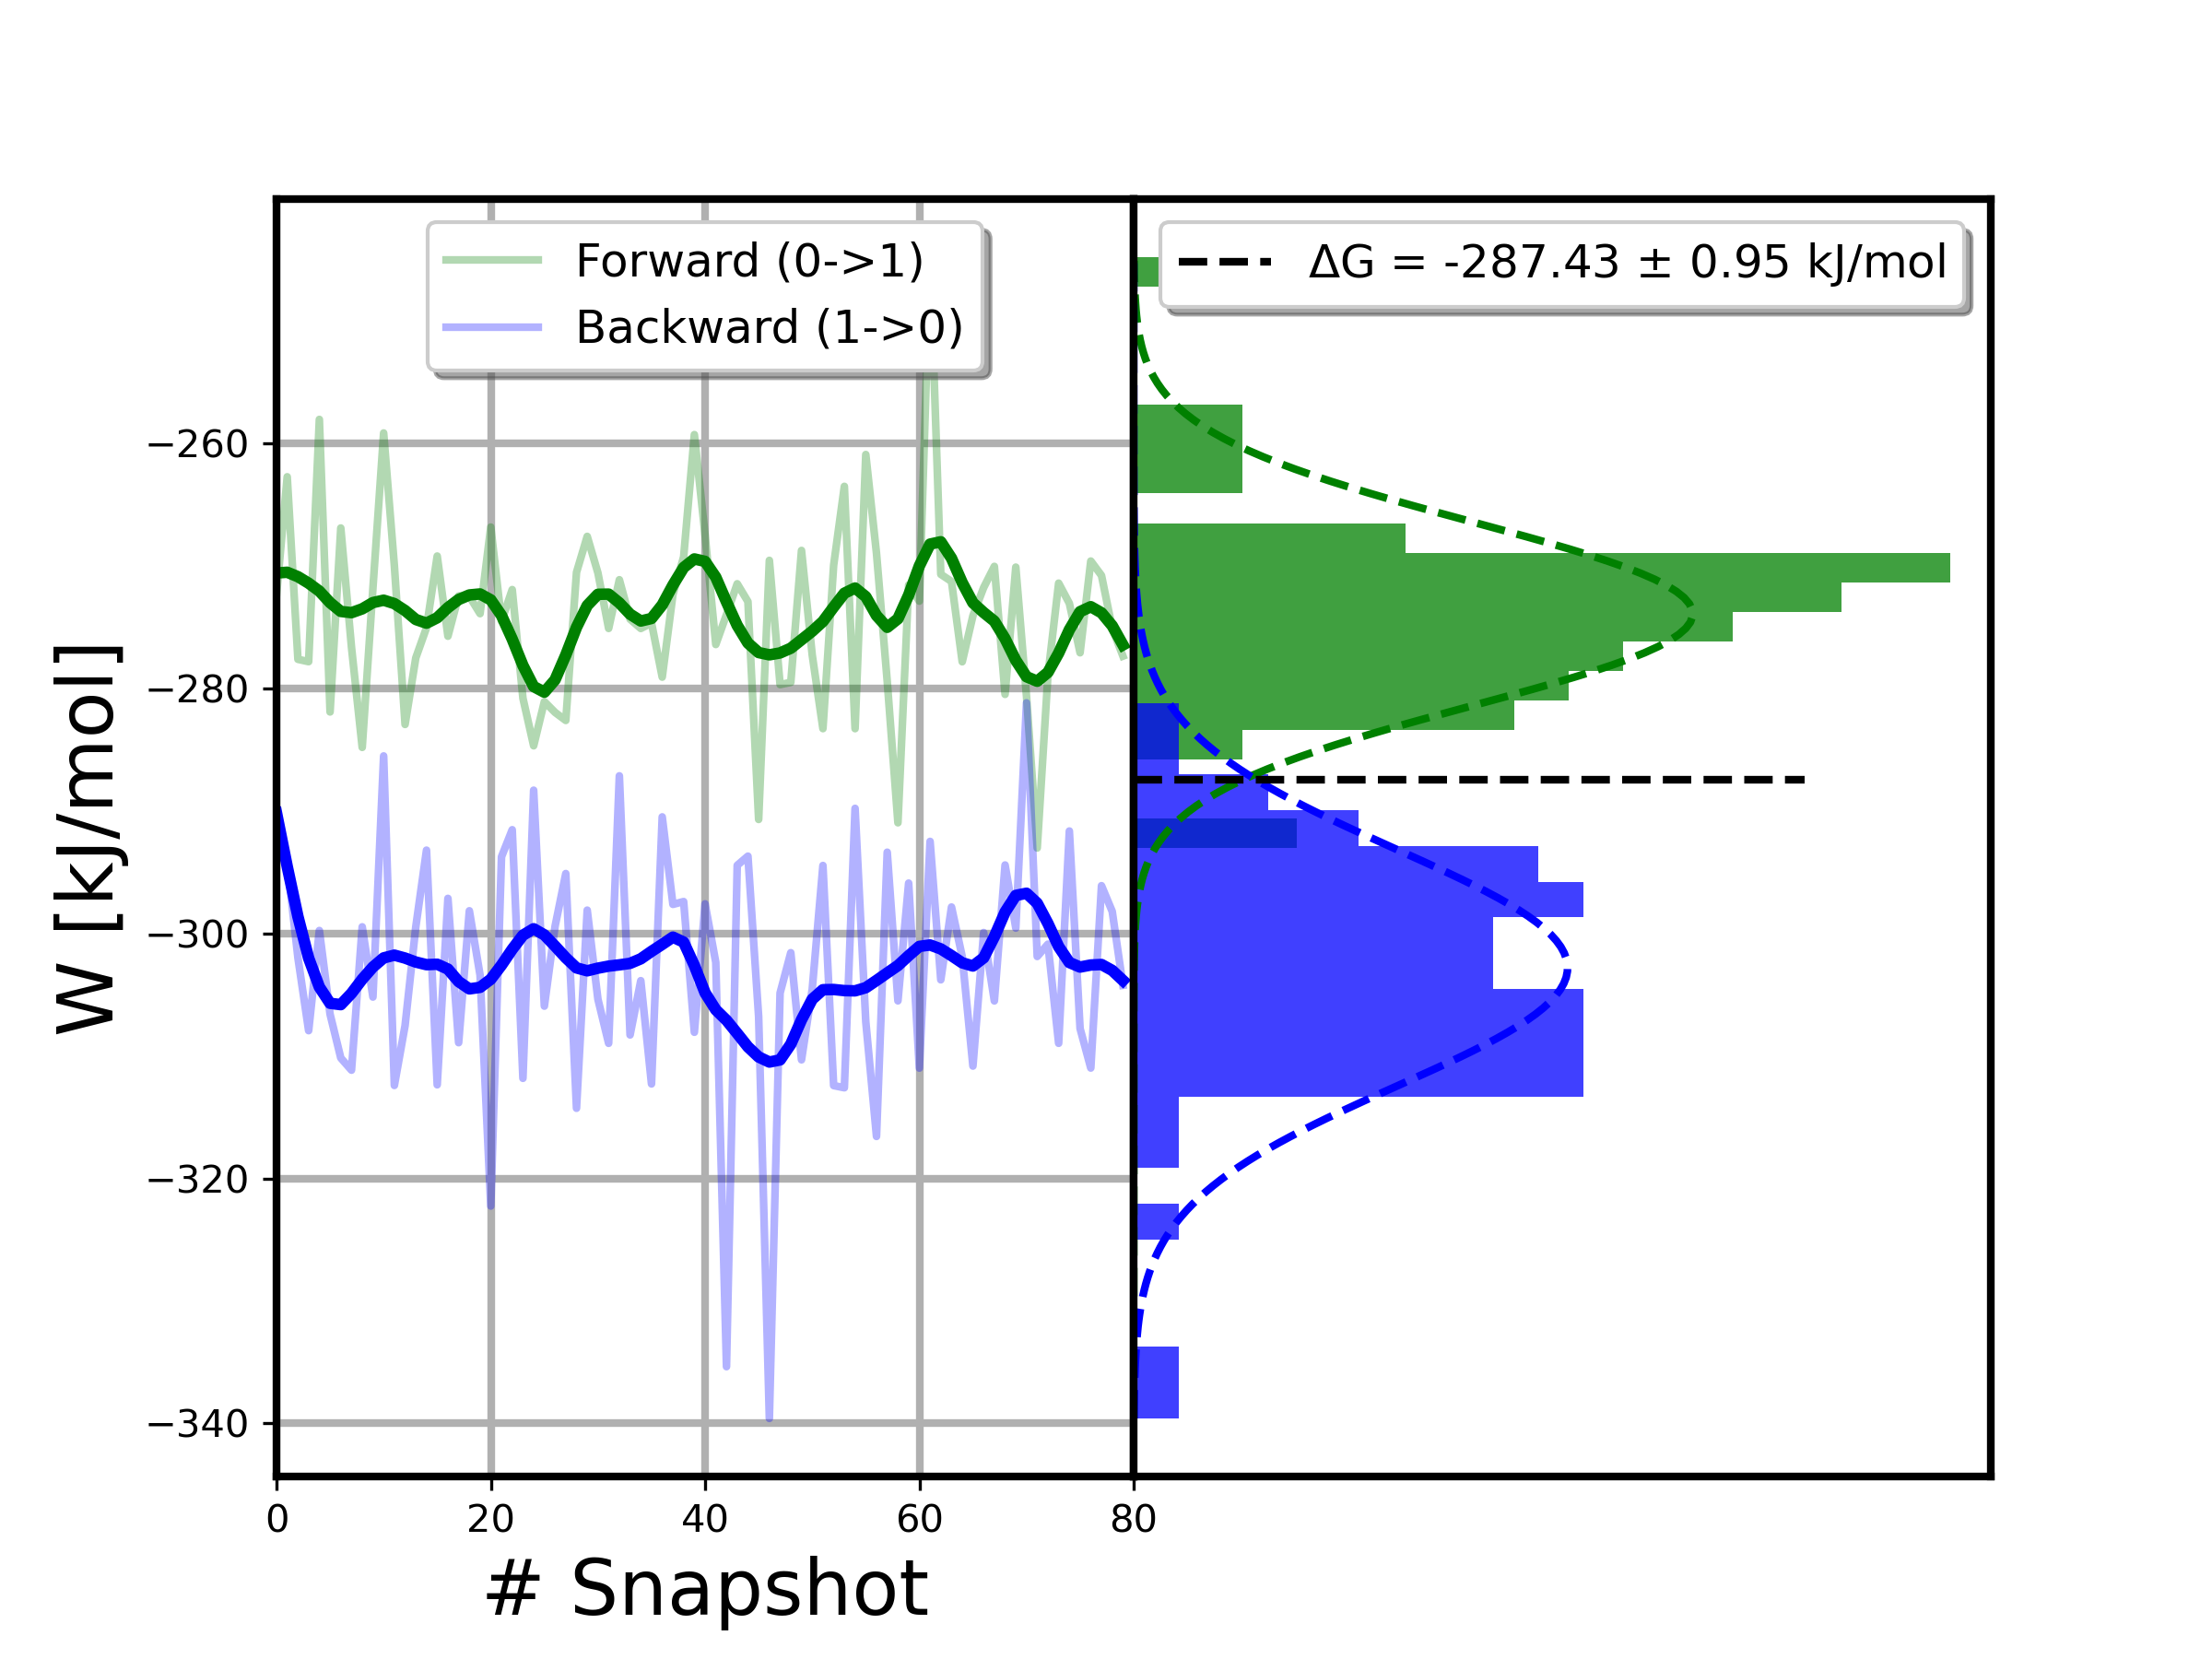 Forward (0->1)
Backward (1->0)
ΔG = -287.43 ± 0.95 kJ/mol
−260
−280
−300
−320
−340
W [kJ/mol]
0 20 40 60 80
# Snapshot